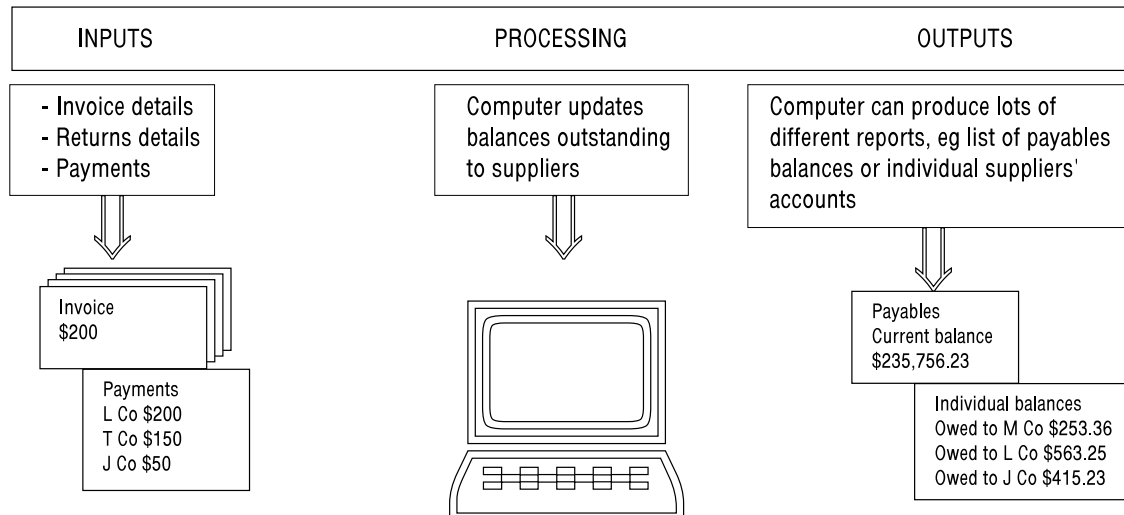 INPUTS
PROCESSING
OUTPUTS
- Invoice details
- Returns details
- Payments
Computer updates
balances outstanding
to suppliers
Computer can produce lots of
different reports, eg list of payables
balances or individual suppliers'
accounts
Invoice
$200
Payments
L Co $200
T Co $150
J Co $50
Payables
Current balance
$235,756.23
Individual balances
Owed to M Co $253.36
Owed to L Co $563.25
Owed to J Co $415.23